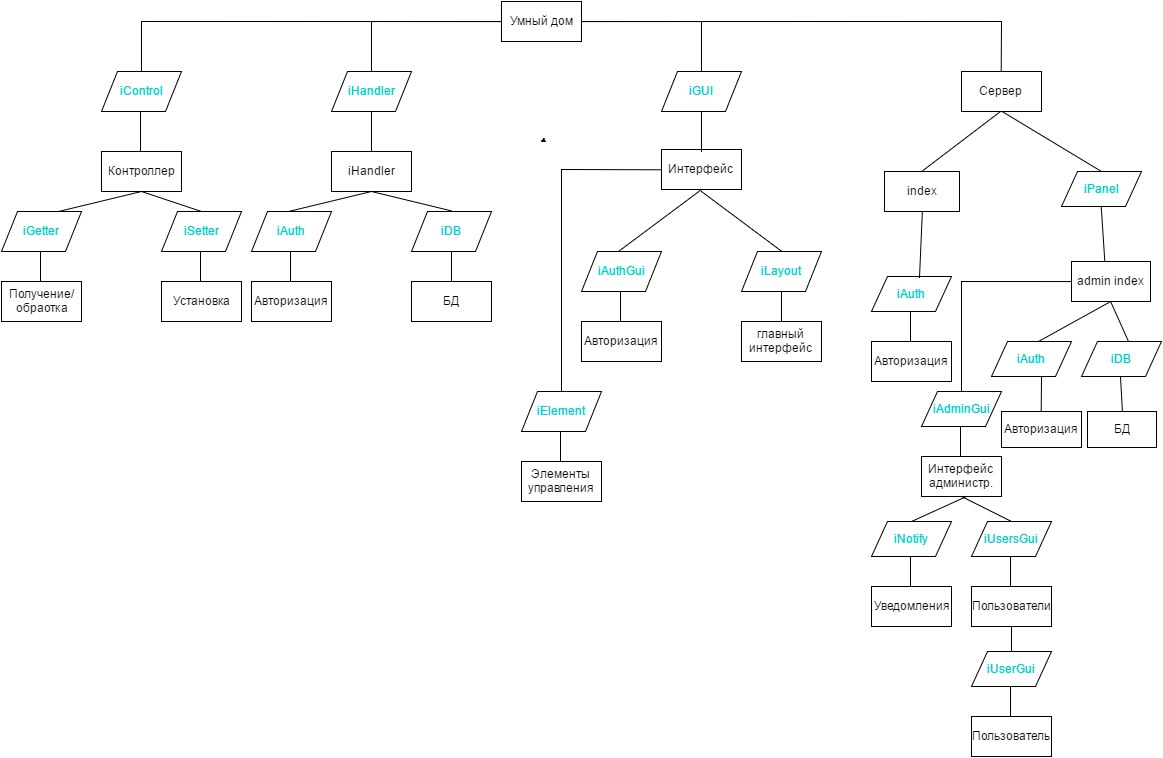 Умный дом
iControl
iHandler
iGUI
Сервер
Контроллер
iHandler
Интерфейс
index
iPanel
iGetter
iSetter
iAuth
iDB
iAuthGui
iLayout
iAuth
admin index
Получение/
обраотка
Установка
Авторизация
БД
Авторизация
главный
интерфейс
Авторизация
iAuth
iDB
iElement
iAdminGui
Авторизация
БД
Элементы
управления
Интерфейс
администр.
iNotify
iUsersGui
Уведомления
Пользователи
iUserGui
Пользователь